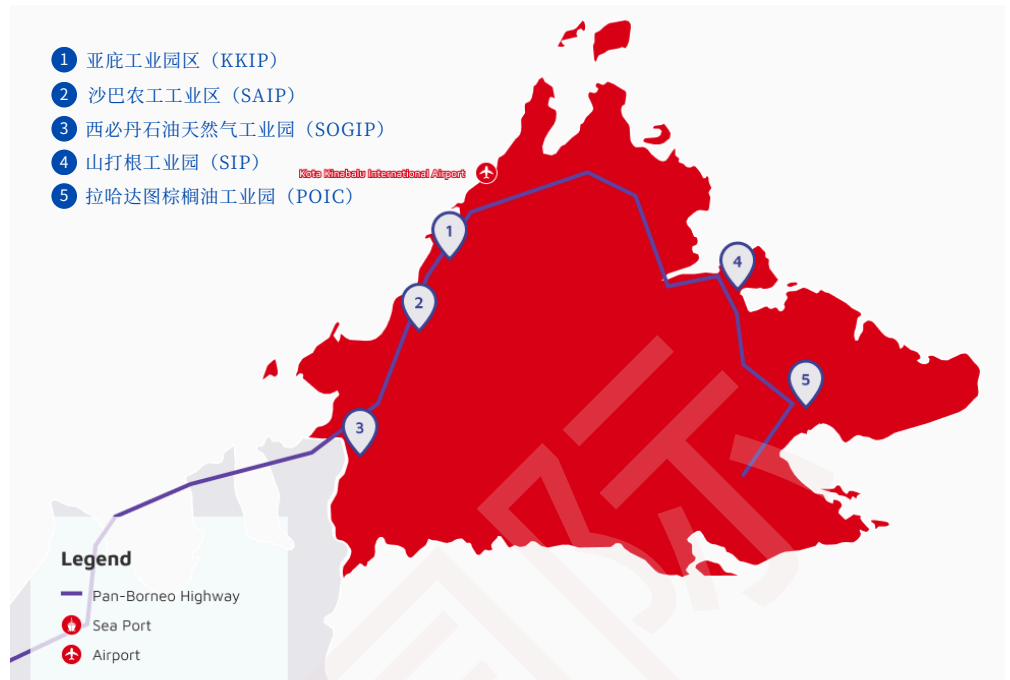 1 亚庇工业园区（KKIP）
2 沙巴农工工业区（SAIP）
3 西必丹石油天然气工业园（SOGIP）
4 山打根工业园（SIP）
5 拉哈达图棕榈油工业园（POIC）
Kota Kinabalu International Airport
1
4
2
5
3
Legend
Pan-Borneo Highway
Sea Port
Airport